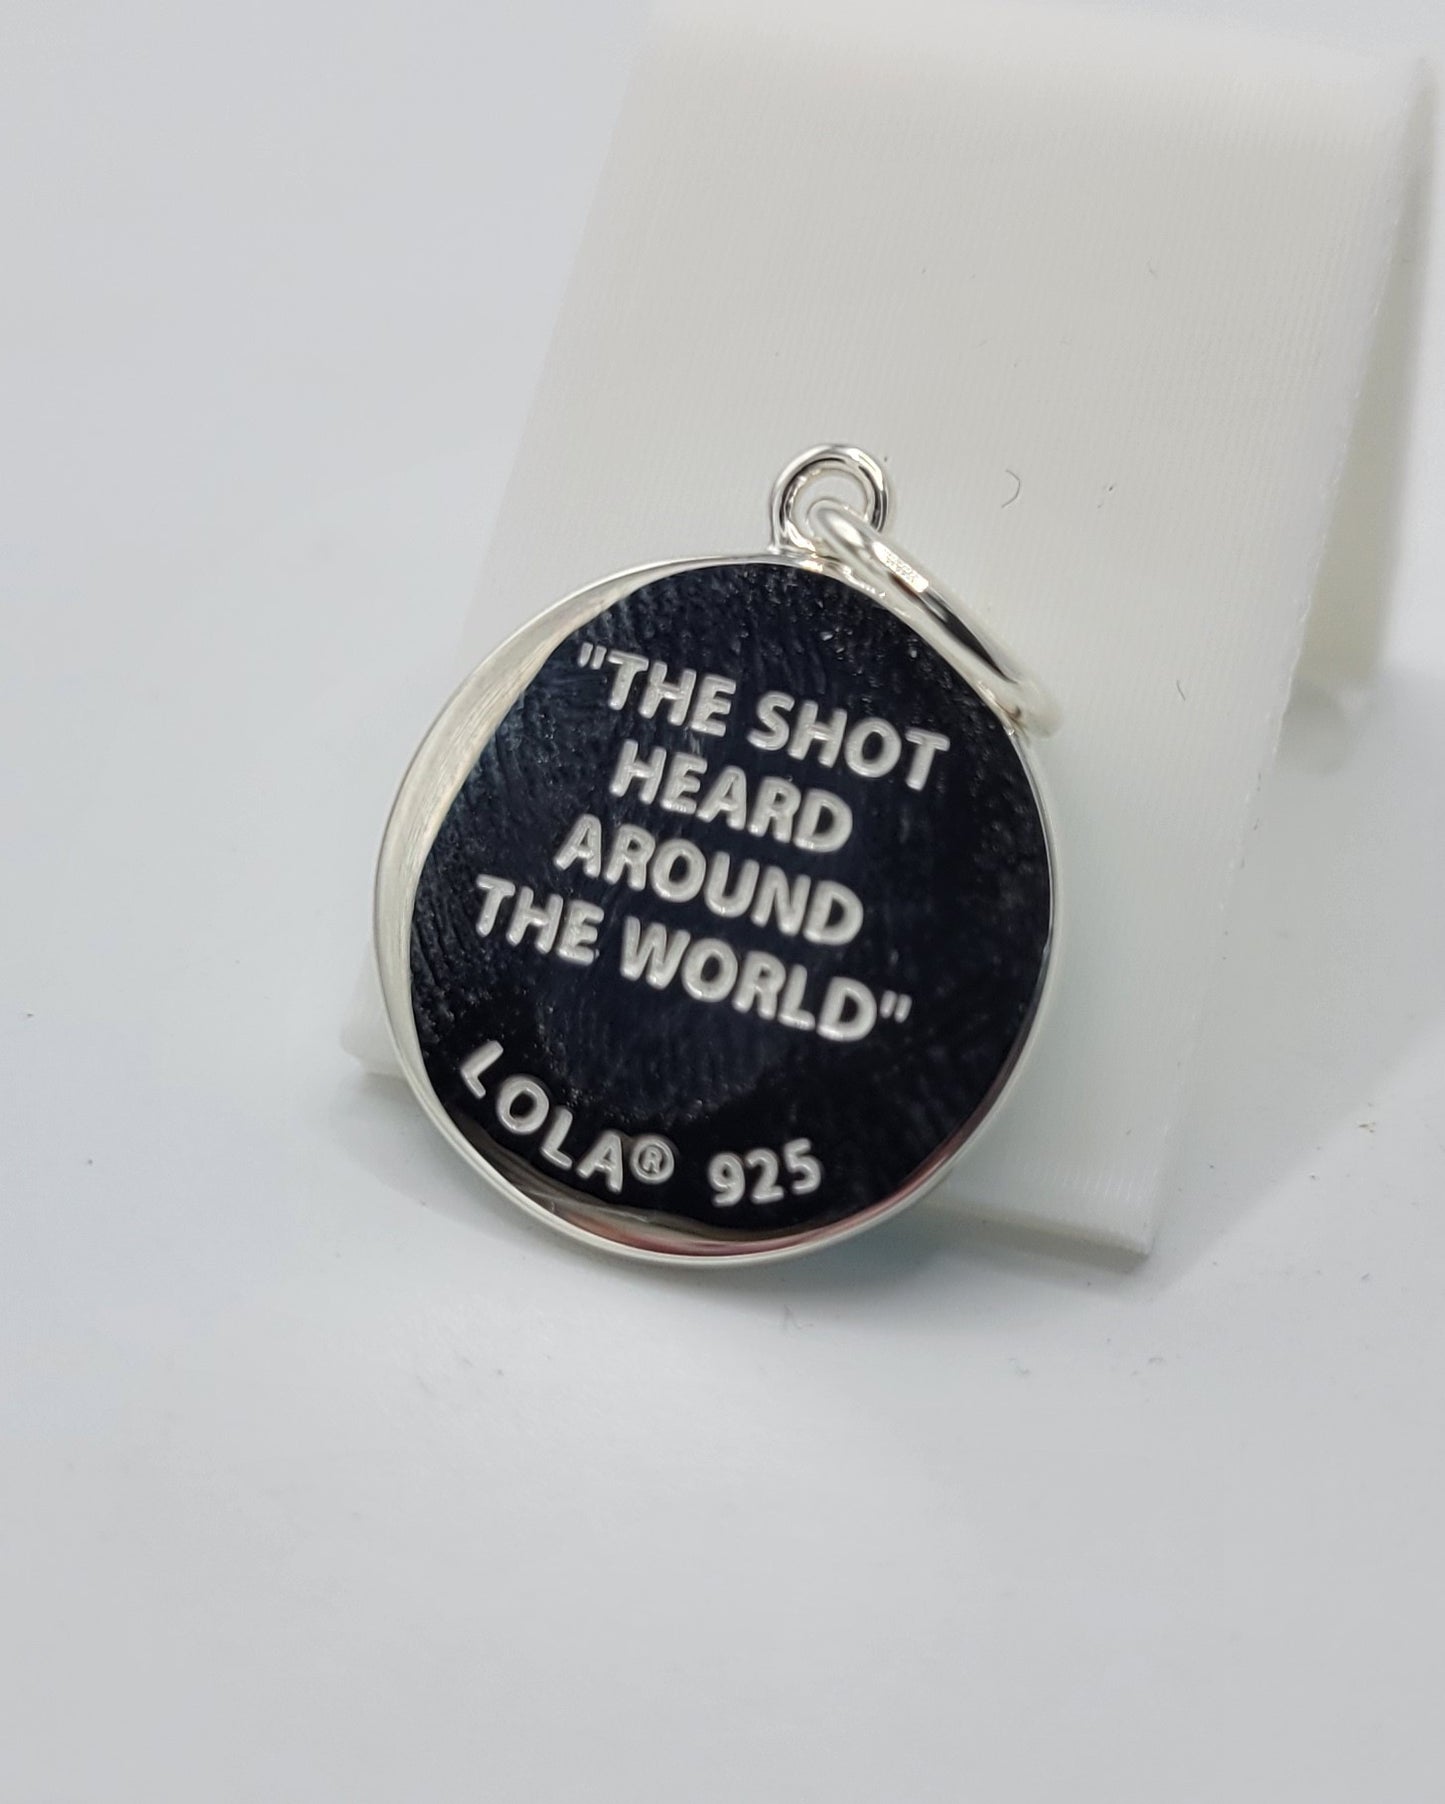 "THE SHOT
HEARD
AROUND
THE WORLD"
LOLA® 925